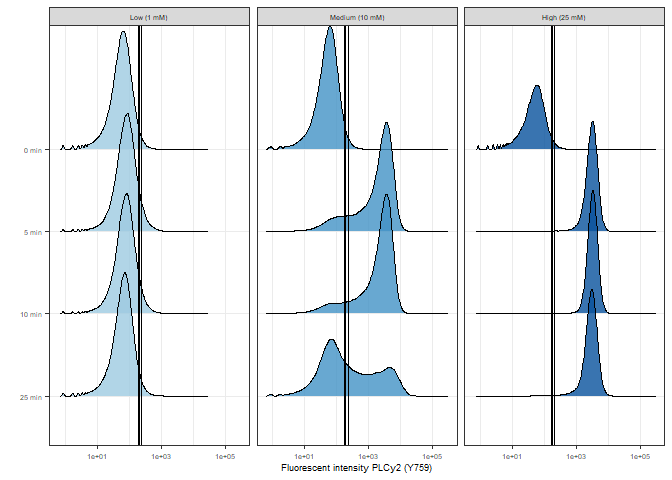 Low (1 mM)
Medium (10 mM)
High (25 mM)
0 min
5 min
10 min
25 min
1e+01
1e+03
1e+05
1e+01
1e+03
1e+05
1e+01
1e+03
1e+05
Fluorescent intensity PLCy2 (Y759)